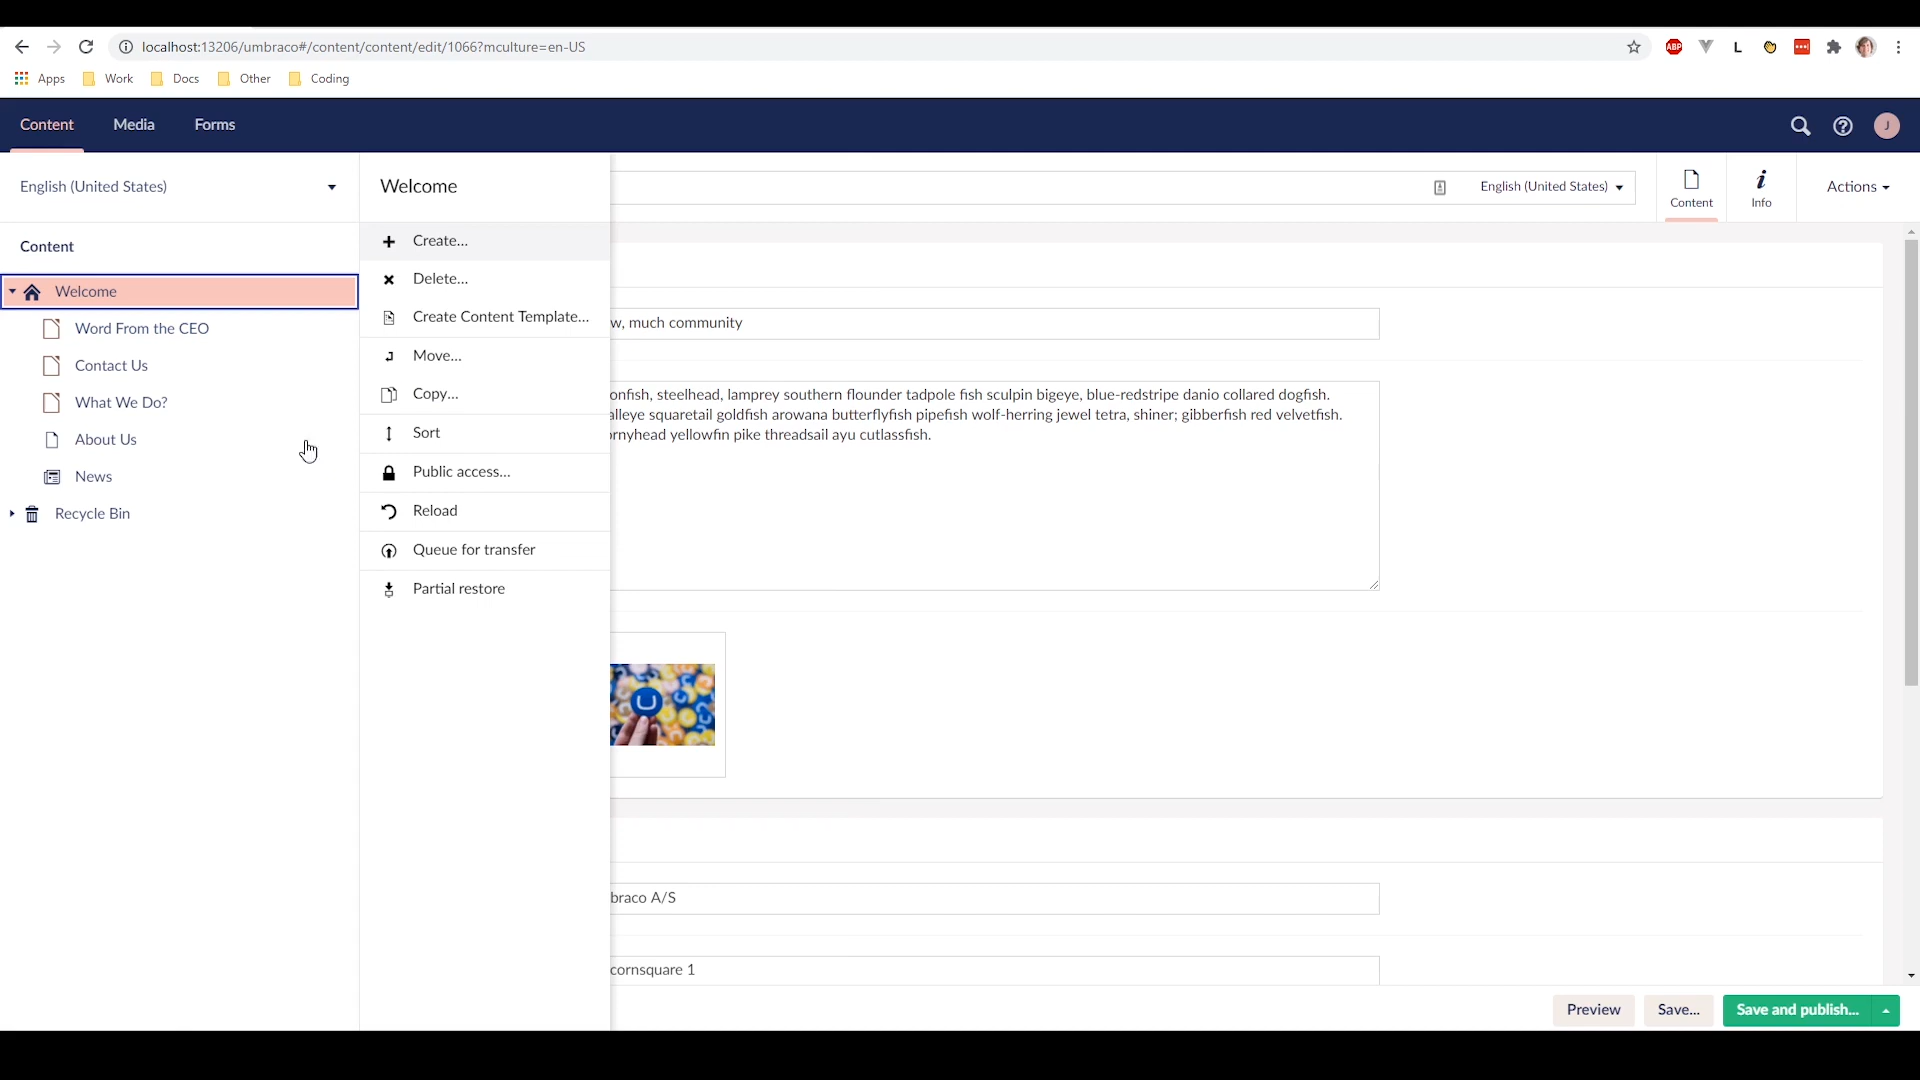 localhost:13206/umbraco#/content/content/edit/1066?mculture=en-US
ABP
L
Apps
Work
Docs
Other
Coding
Content
Media
Forms
J
English (United States)
Welcome
English (United States)
Content
Info
Actions
Content
Welcome
Word From the CEO
Contact Us
What We Do?
About Us
News
Recycle Bin
Create...
Delete...
Create Content Template...
Move...
Copy...
Sort
Public access...
Reload
Queue for transfer
Partial restore
w, much community
onfish, steelhead, lamprey southern flounder tadpole fish sculpin bigeye, blue-redstripe danio collared dogfish.
alleye squaretail goldfish arowana butterflyfish pipefish wolf-herring jewel tetra, shiner; gibberfish red velvetfish.
ornyhead yellowfin pike threadsail ayu cutlassfish.
braco A/S
cornsquare 1
Preview
Save...
Save and publish...